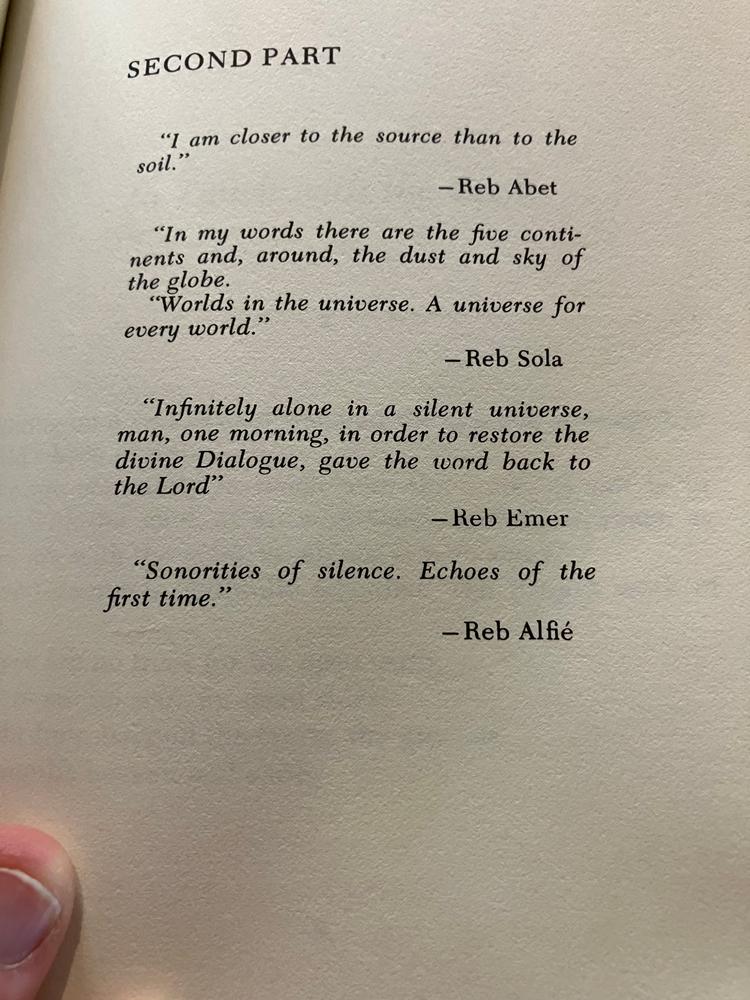 SECOND PART
“I am closer to the source than to the
soil.”
—Reb Abet
“In my words there are the five conti-
nents and, around, the dust and sky of
the globe.
“Worlds in the universe. A universe for
every world.”
—Reb Sola
“Infinitely alone in a silent universe,
man, one morning, in order to restore the
divine Dialogue, gave the word back to
the Lord”
—Reb Emer
“Sonorities of silence. Echoes of the
first time.”
—Reb Alfié